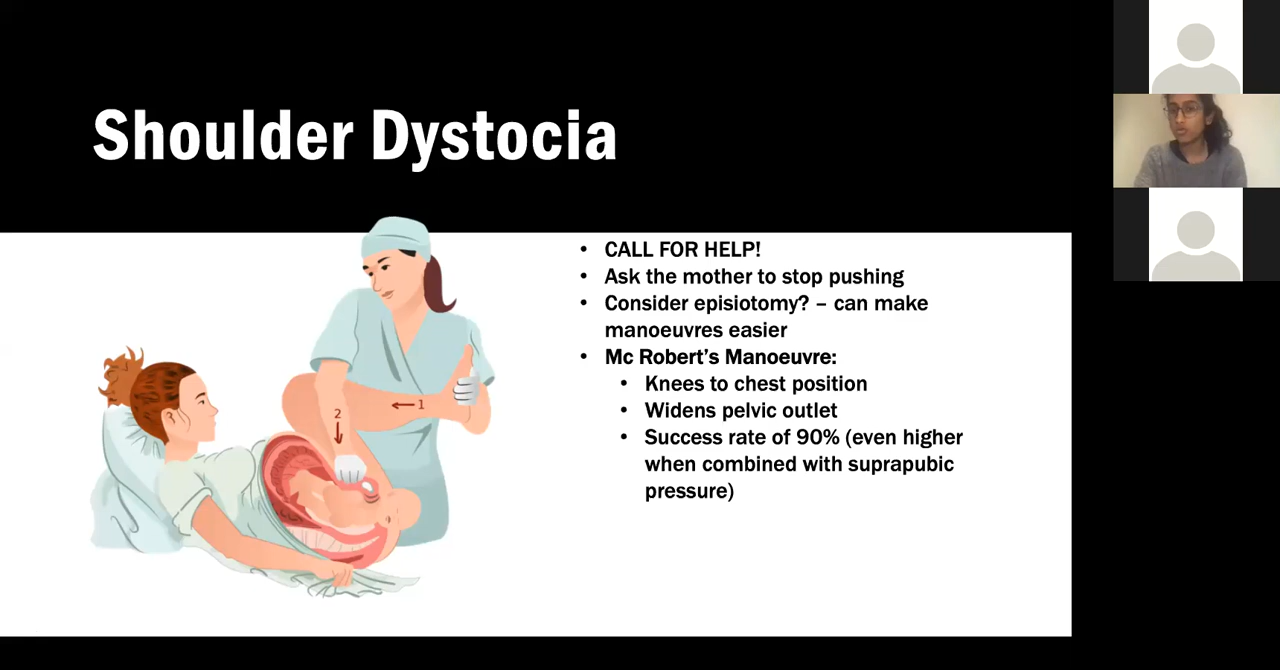 Shoulder Dystocia
• CALL FOR HELP!
• Ask the mother to stop pushing
• Consider episiotomy? – can make
manoeuvres easier
• Mc Robert’s Manoeuvre:
• Knees to chest position
• Widens pelvic outlet
• Success rate of 90% (even higher
when combined with suprapubic
pressure)
1
2